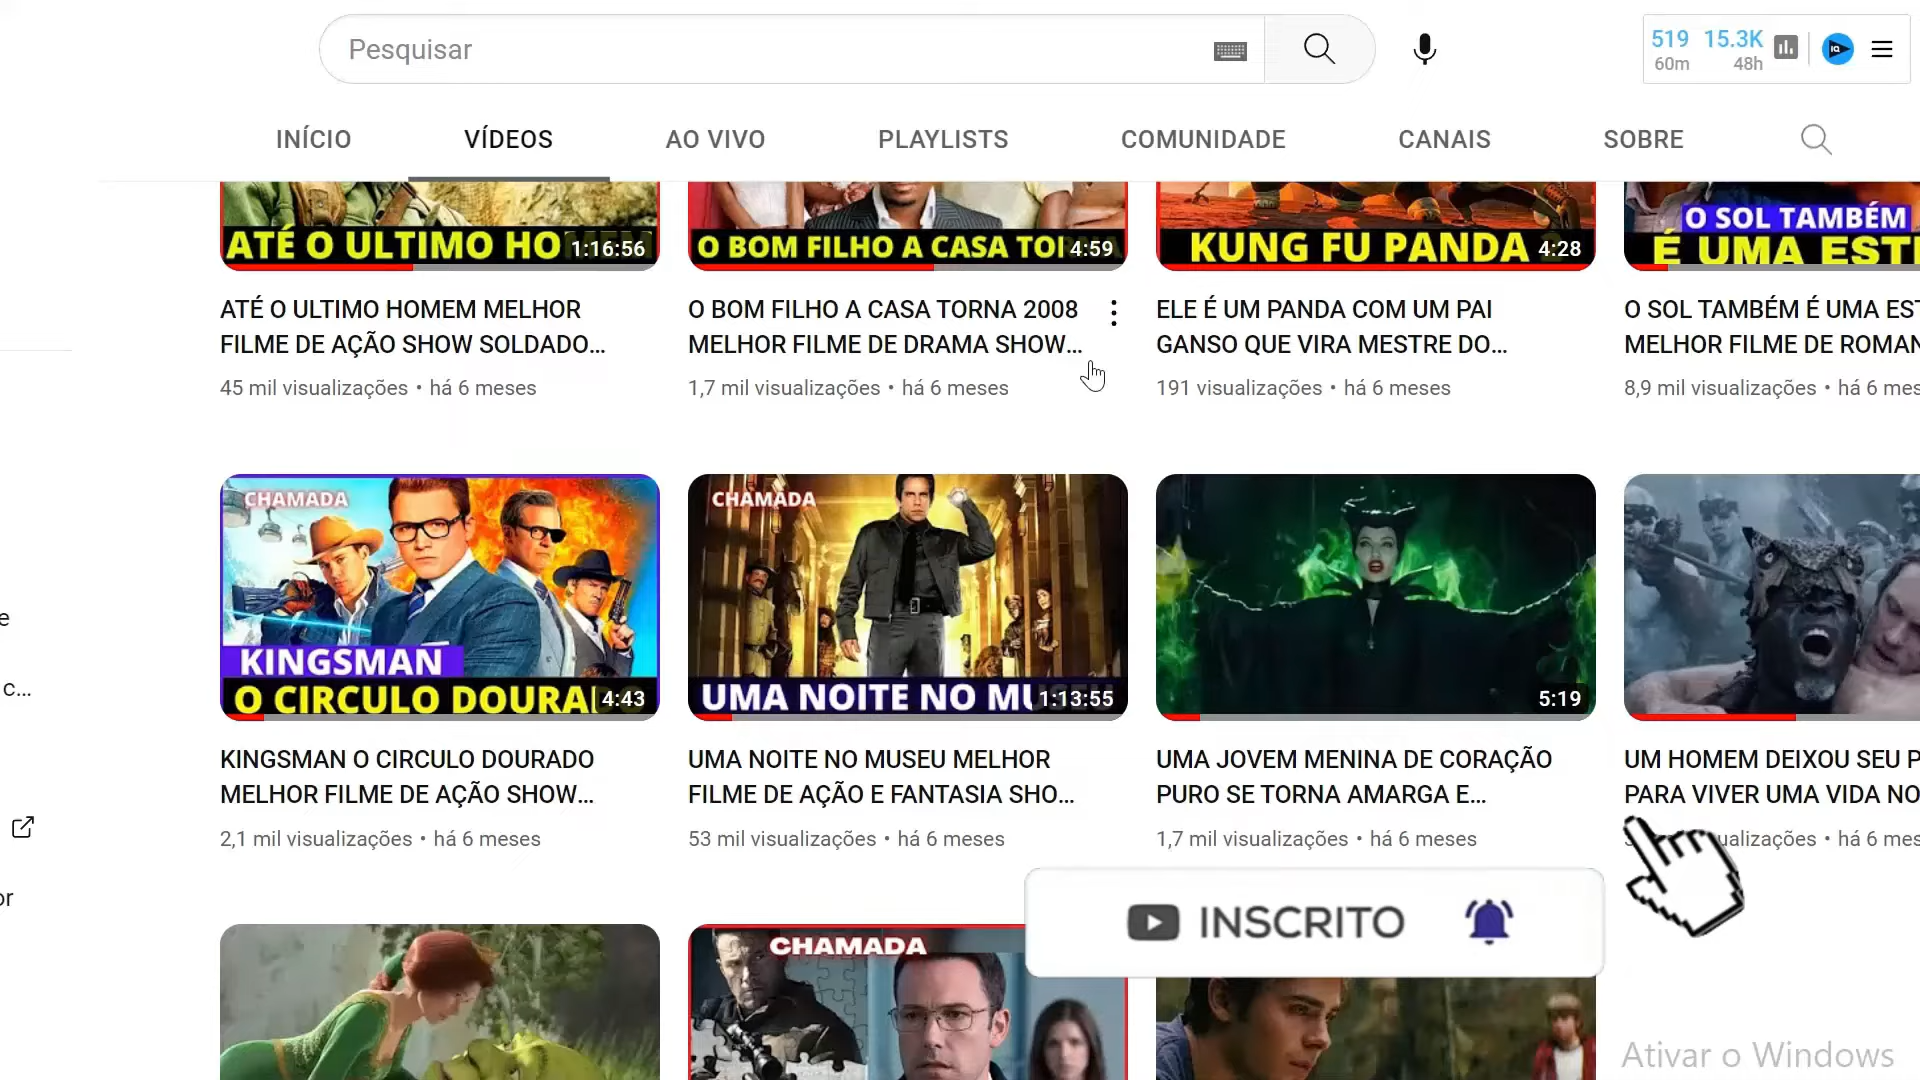 Pesquisar
519 15.3K
60m 48h
INÍCIO VÍDEOS AO VIVO PLAYLISTS COMUNIDADE CANAIS SOBRE
ATÉ O ULTIMO HO
1:16:56
O BOM FILHO A CASA
4:59
KUNG FU PANDA
4:28
O SOL TAMBÉM
É UMA
ATÉ O ULTIMO HOMEM MELHOR
FILME DE AÇÃO SHOW SOLDADO...
45 mil visualizações • há 6 meses
O BOM FILHO A CASA TORNA 2008
MELHOR FILME DE DRAMA SHOW...
1,7 mil visualizações • há 6 meses
ELE É UM PANDA COM UM PAI
GANSO QUE VIRA MESTRE DO...
191 visualizações • há 6 meses
O SOL TAMBÉM É UMA EST
MELHOR FILME DE ROMAN
8,9 mil visualizações • há 6 mes
CHAMADA
KINGSMAN
O CIRCULO DOURA
4:43
CHAMADA
UMA NOITE NO MU
1:13:55
5:19
KINGSMAN O CIRCULO DOURADO
MELHOR FILME DE AÇÃO SHOW...
2,1 mil visualizações • há 6 meses
UMA NOITE NO MUSEU MELHOR
FILME DE AÇÃO E FANTASIA SHO...
53 mil visualizações • há 6 meses
UMA JOVEM MENINA DE CORAÇÃO
PURO SE TORNA AMARGA E...
1,7 mil visualizações • há 6 meses
UM HOMEM DEIXOU SEU P
PARA VIVER UMA VIDA NO
ualizações • há 6 mes
e
c...
or
CHAMADA
INSCRITO
Ativar o Windows